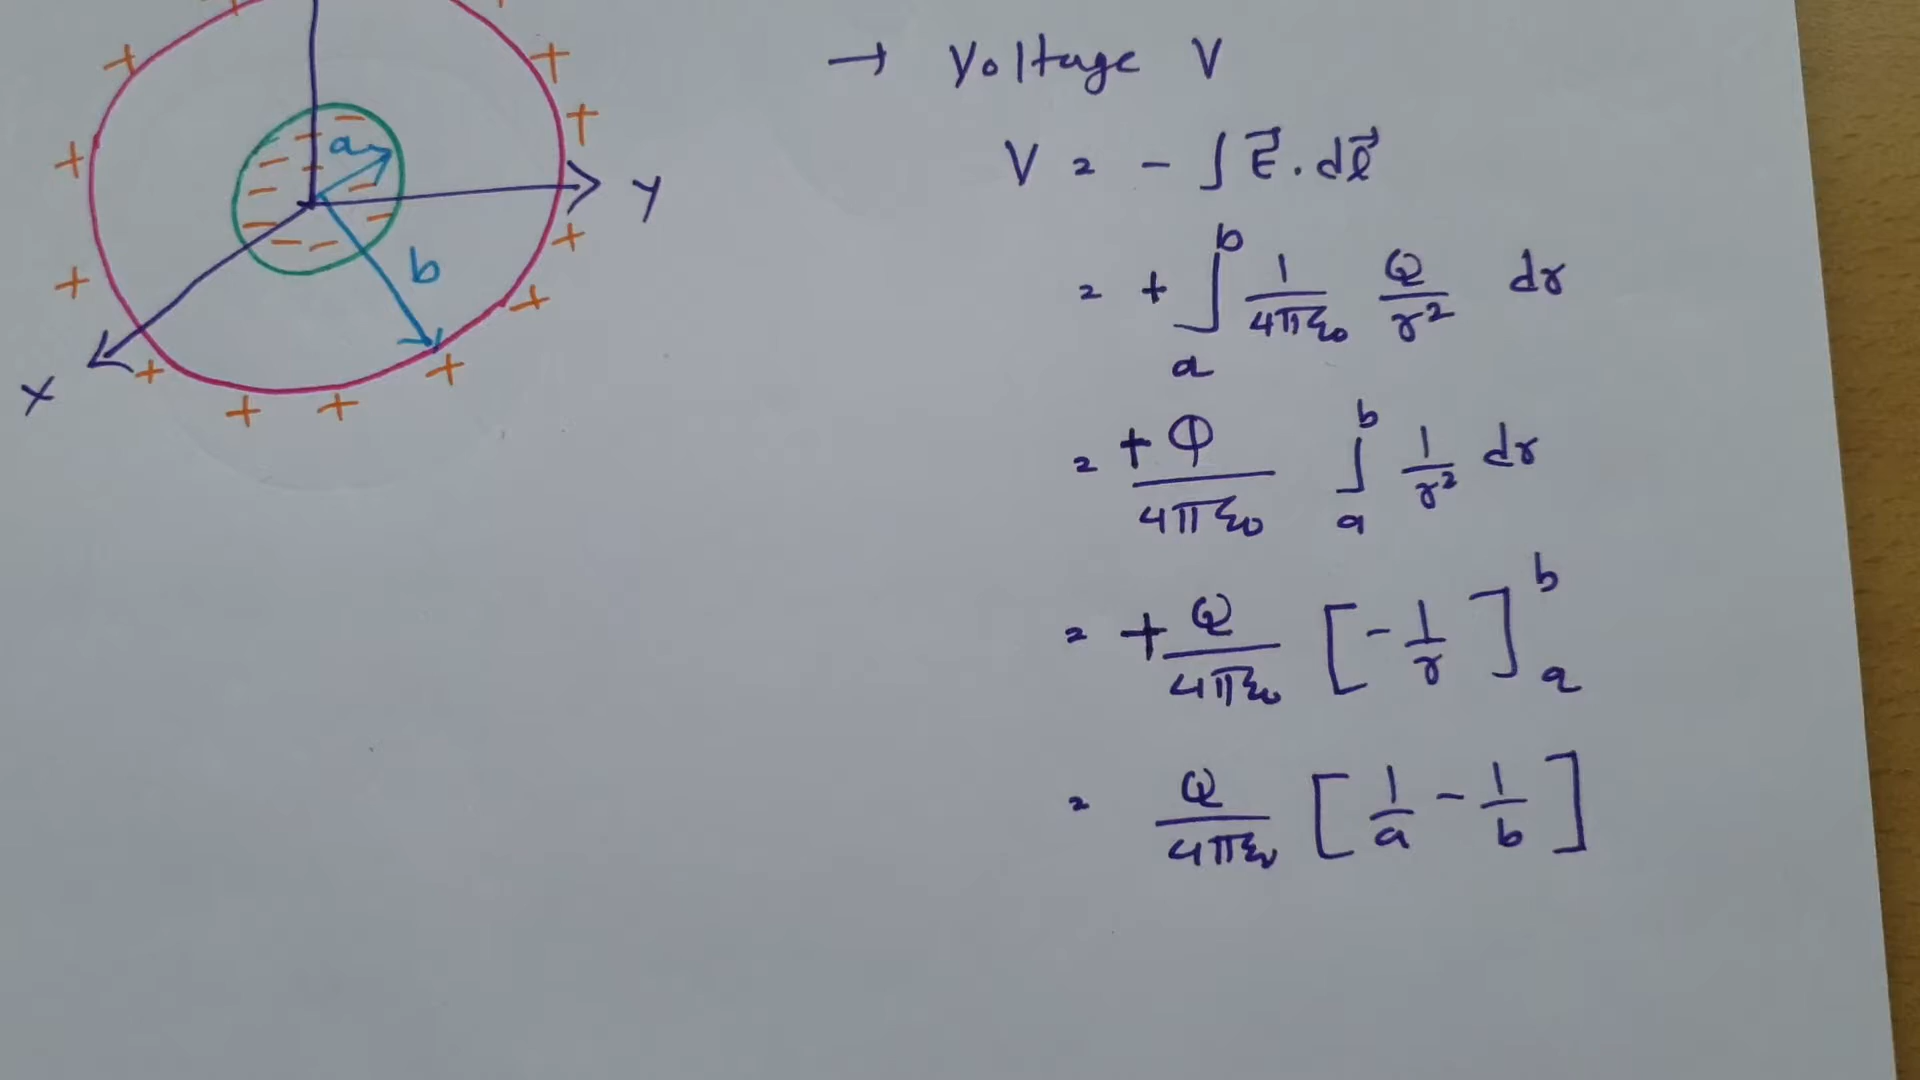 → Voltage V
V = - ∫ E⃗ . dl⃗
= + ∫ₐᵇ 1/4πε₀ Q/r² dr
= + Q/4πε₀ ∫ₐᵇ 1/r² dr
= + Q/4πε₀ [- 1/r]ₐᵇ
= Q/4πε₀ [1/a - 1/b]
a
y
b
x